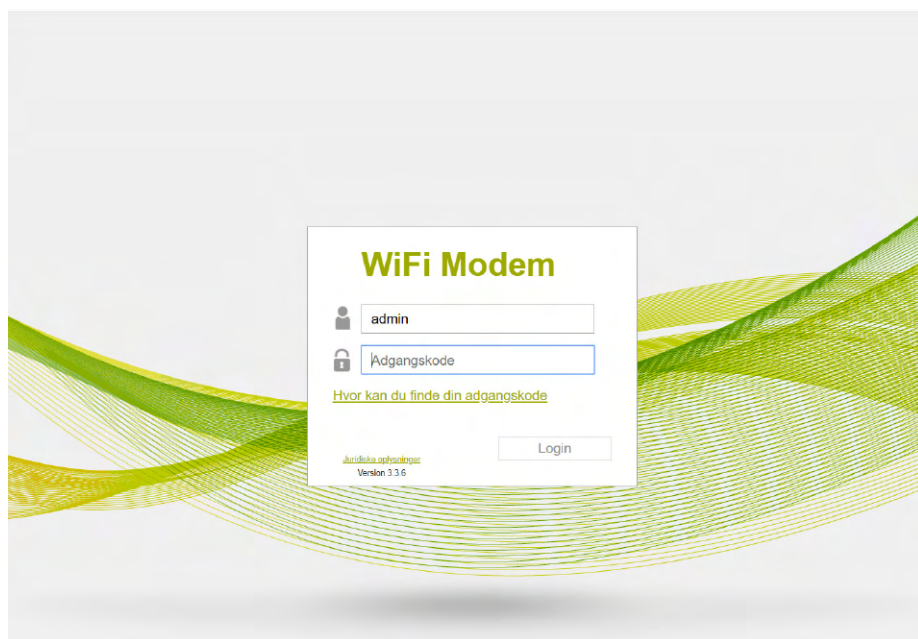 WiFi Modem
admin
Adgangskode
Hvor kan du finde din adgangskode
Login
Juridiska oplysninger
Version 3.3.6